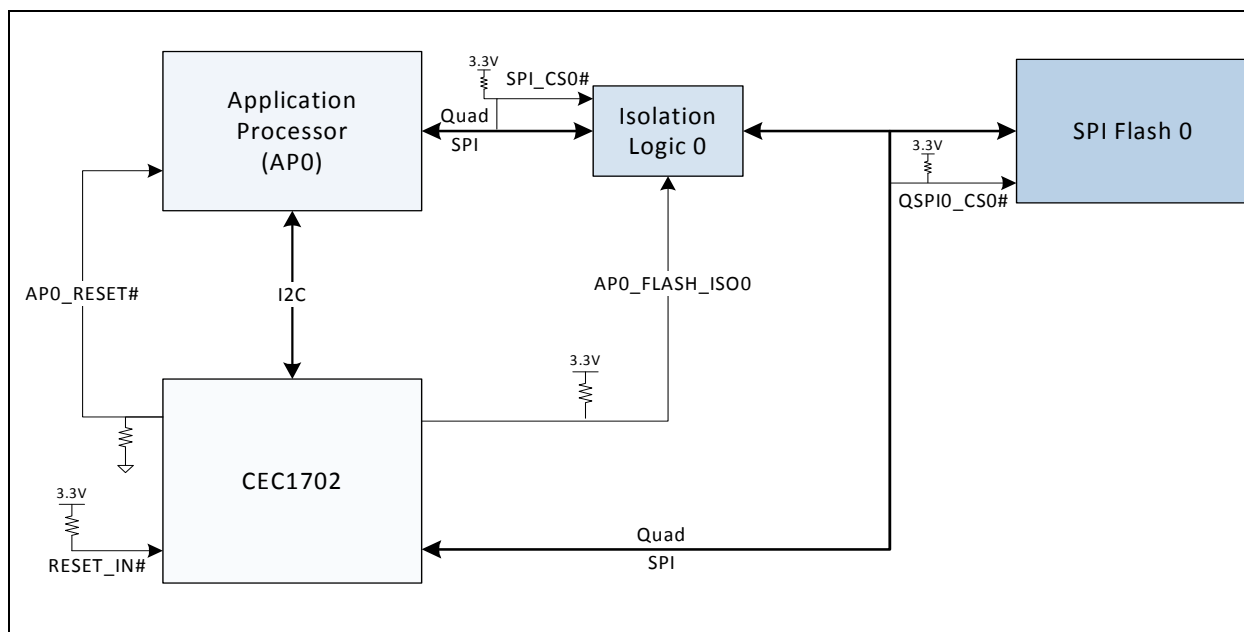 3.3V
SPI_CS0#
Application
Processor
(AP0)
Quad
SPI
Isolation
Logic 0
SPI Flash 0
3.3V
QSPI0_CS0#
AP0_RESET#
I2C
AP0_FLASH_ISO0
3.3V
CEC1702
3.3V
RESET_IN#
Quad
SPI